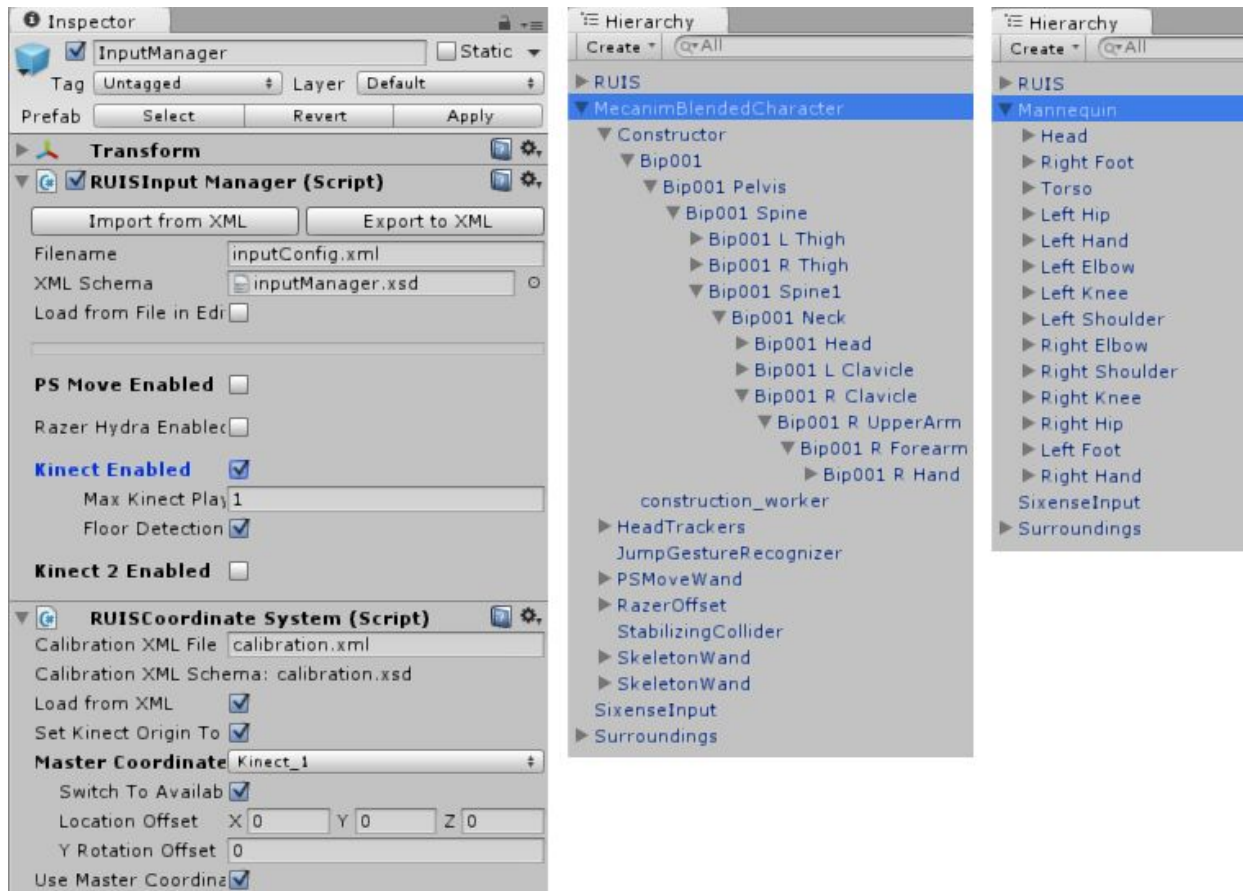 Inspector
InputManager Static
Tag Untagged Layer Default
Prefab Select Revert Apply
Transform
RUISInput Manager (Script)
Import from XML Export to XML
Filename inputConfig.xml
XML Schema inputManager.xsd
Load from File in Edi
PS Move Enabled
Razer Hydra Enablec
Kinect Enabled
Max Kinect Play 1
Floor Detection
Kinect 2 Enabled
RUISCoordinate System (Script)
Calibration XML File calibration.xml
Calibration XML Schema: calibration.xsd
Load from XML
Set Kinect Origin To
Master Coordinate Kinect_1
Switch To Availab
Location Offset X 0 Y 0 Z 0
Y Rotation Offset 0
Use Master Coordina
Hierarchy
Create All
RUIS
MecanimBlendedCharacter
Constructor
Bip001
Bip001 Pelvis
Bip001 Spine
Bip001 L Thigh
Bip001 R Thigh
Bip001 Spine1
Bip001 Neck
Bip001 Head
Bip001 L Clavicle
Bip001 R Clavicle
Bip001 R UpperArm
Bip001 R Forearm
Bip001 R Hand
construction_worker
HeadTrackers
JumpGestureRecognizer
PSMoveWand
RazerOffset
StabilizingCollider
SkeletonWand
SkeletonWand
SixenseInput
Surroundings
Hierarchy
Create All
RUIS
Mannequin
Head
Right Foot
Torso
Left Hip
Left Hand
Left Elbow
Left Knee
Left Shoulder
Right Elbow
Right Shoulder
Right Knee
Right Hip
Left Foot
Right Hand
SixenseInput
Surroundings